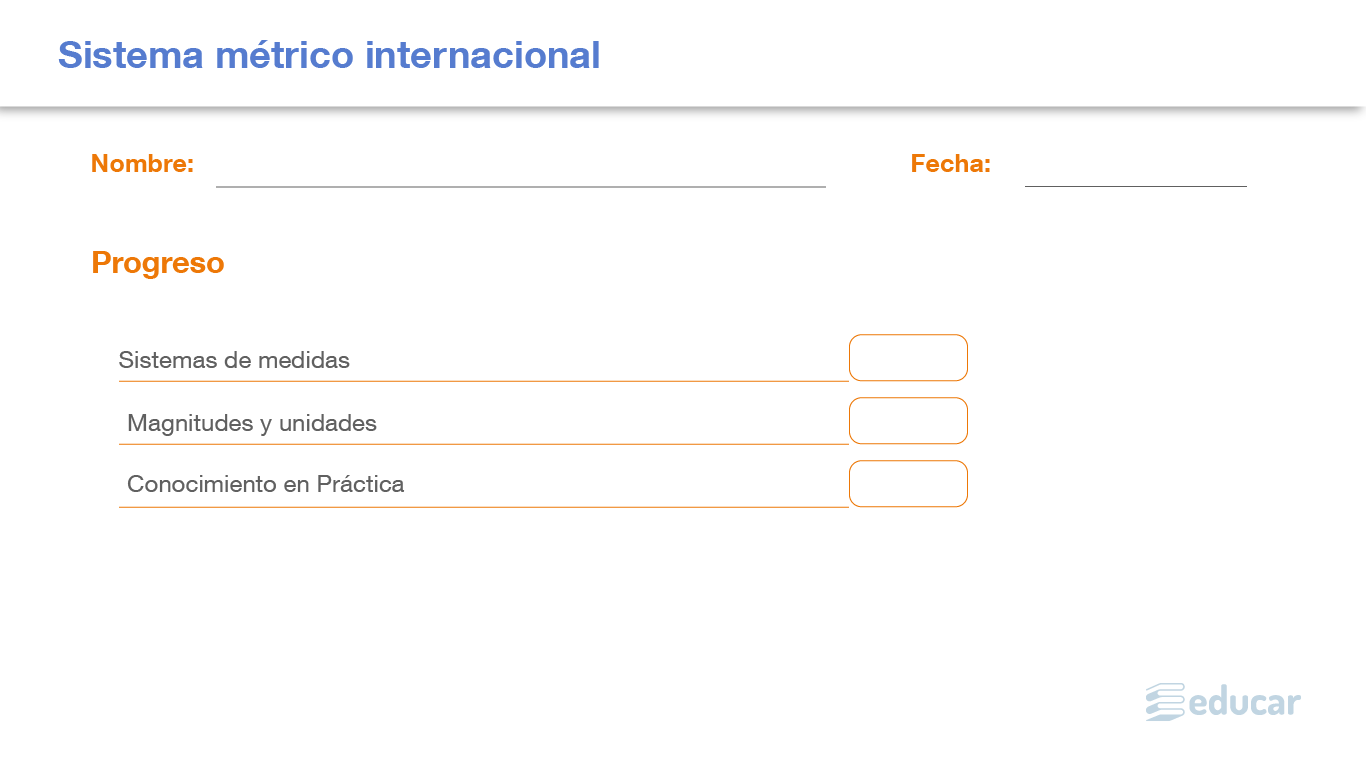 Sistema métrico internacional
Nombre:
Fecha:
Progreso
Sistemas de medidas
Magnitudes y unidades
Conocimiento en Práctica
educar